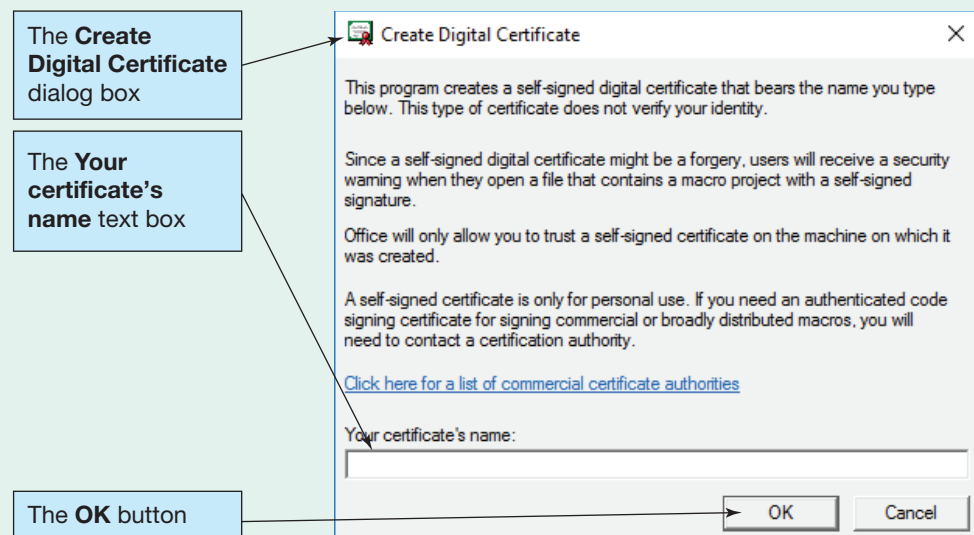 The Create
Digital Certificate
dialog box
The Your
certificate's
name text box
The OK button
Create Digital Certificate
This program creates a self-signed digital certificate that bears the name you type
below. This type of certificate does not verify your identity.
Since a self-signed digital certificate might be a forgery, users will receive a security
warning when they open a file that contains a macro project with a self-signed
signature.
Office will only allow you to trust a self-signed certificate on the machine on which it
was created.
A self-signed certificate is only for personal use. If you need an authenticated code
signing certificate for signing commercial or broadly distributed macros, you will
need to contact a certification authority.
Click here for a list of commercial certificate authorities
Your certificate's name:
OK
Cancel